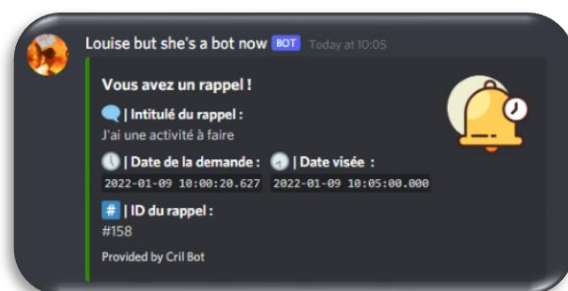 Louise but she's a bot now BOT Today at 10:05
Vous avez un rappel !
| Intitulé du rappel :
J'ai une activité à faire
| Date de la demande : | Date visée :
2022-01-09 10:00:20.627 2022-01-09 10:05:00.000
# | ID du rappel :
#158
Provided by Cril Bot